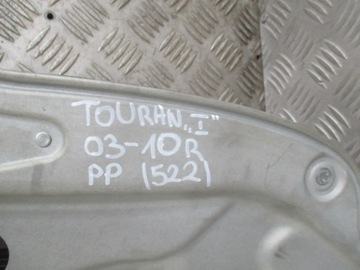 TOURAN „I"
03-10R
PP (522)